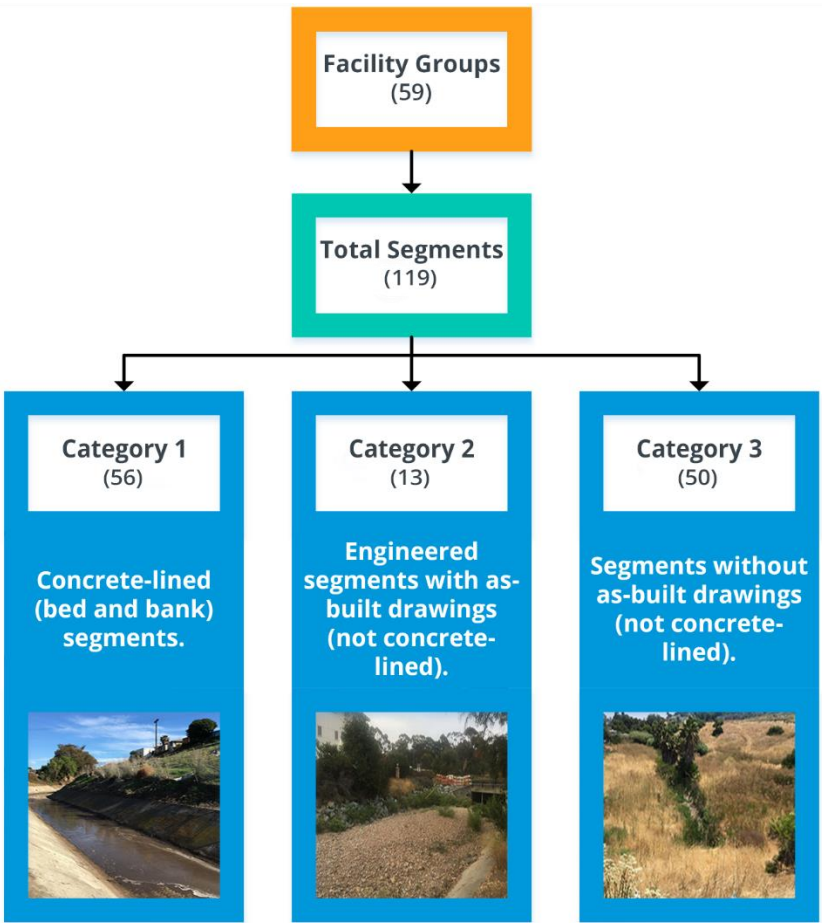 Facility Groups
(59)
Total Segments
(119)
Category 1
(56)
Concrete-lined
(bed and bank)
segments.
Category 2
(13)
Engineered
segments with as-
built drawings
(not concrete-
lined).
Category 3
(50)
Segments without
as-built drawings
(not concrete-
lined).